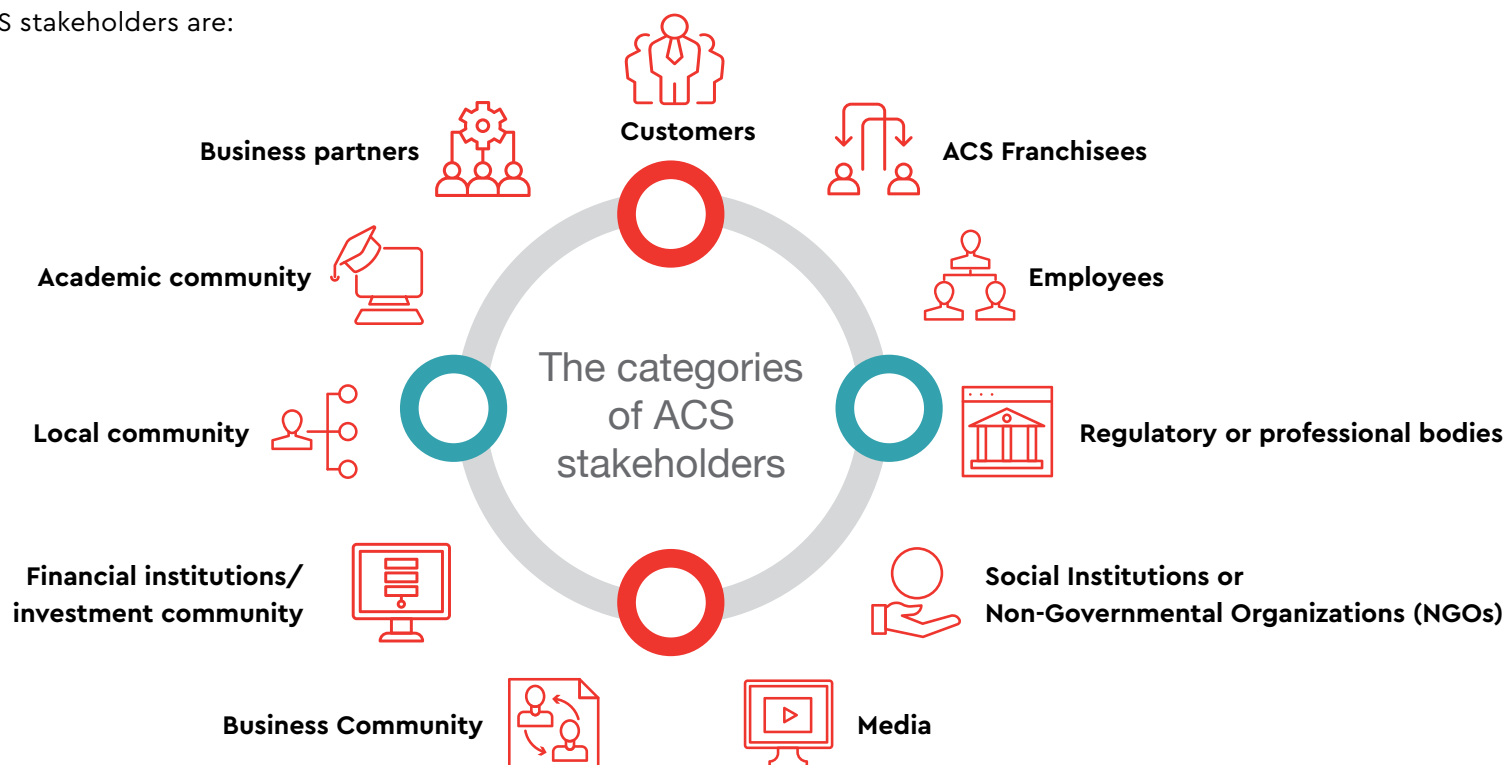 S stakeholders are:
Customers
Business partners
ACS Franchisees
Academic community
Employees
The categories
of ACS
stakeholders
Local community
Regulatory or professional bodies
Financial institutions/
investment community
Social Institutions or
Non-Governmental Organizations (NGOs)
Business Community
Media